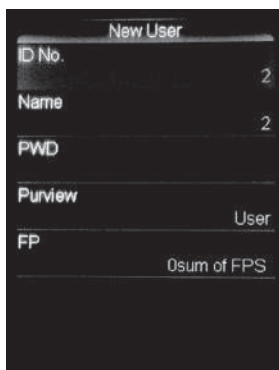 New User
ID No.
2
Name
2
PWD
Purview
User
FP
0sum of FPS